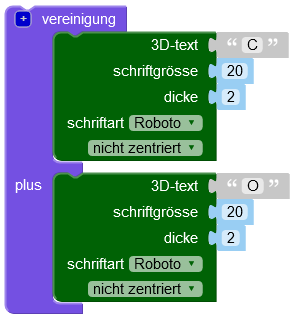 + vereinigung
3D-text “ C ”
schriftgrösse 20
dicke 2
schriftart Roboto ▾
nicht zentriert ▾
plus 3D-text “ O ”
schriftgrösse 20
dicke 2
schriftart Roboto ▾
nicht zentriert ▾